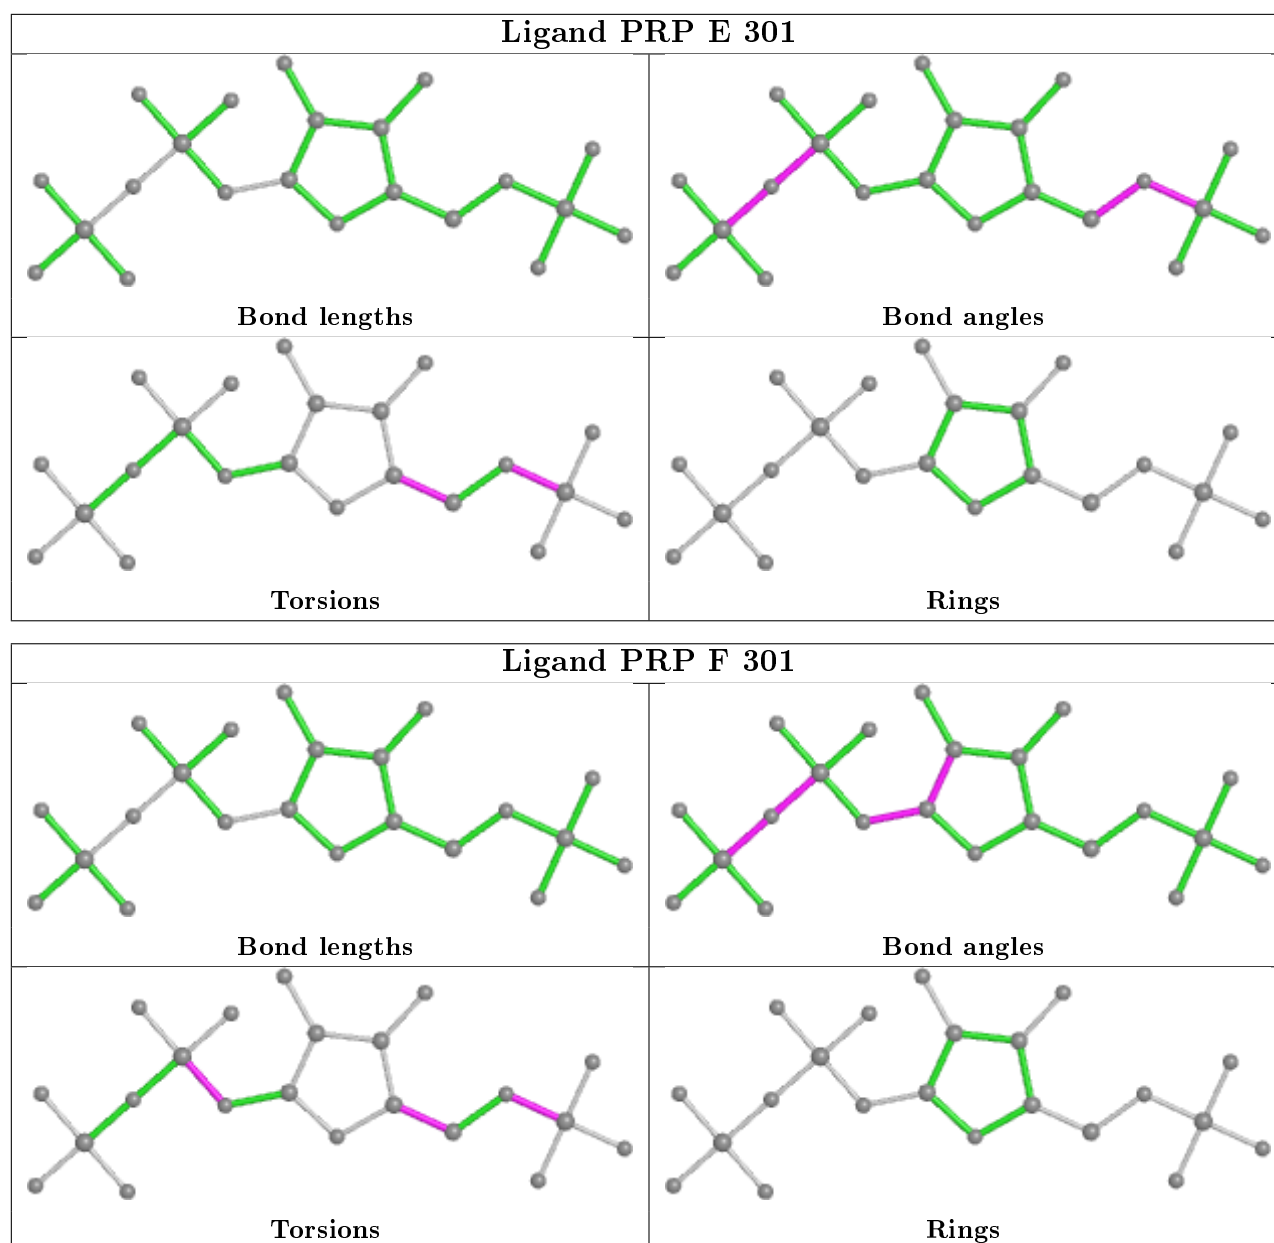 Ligand PRP E 301
Bond lengths
Bond angles
Torsions
Rings
Ligand PRP F 301
Bond lengths
Bond angles
Torsions
Rings